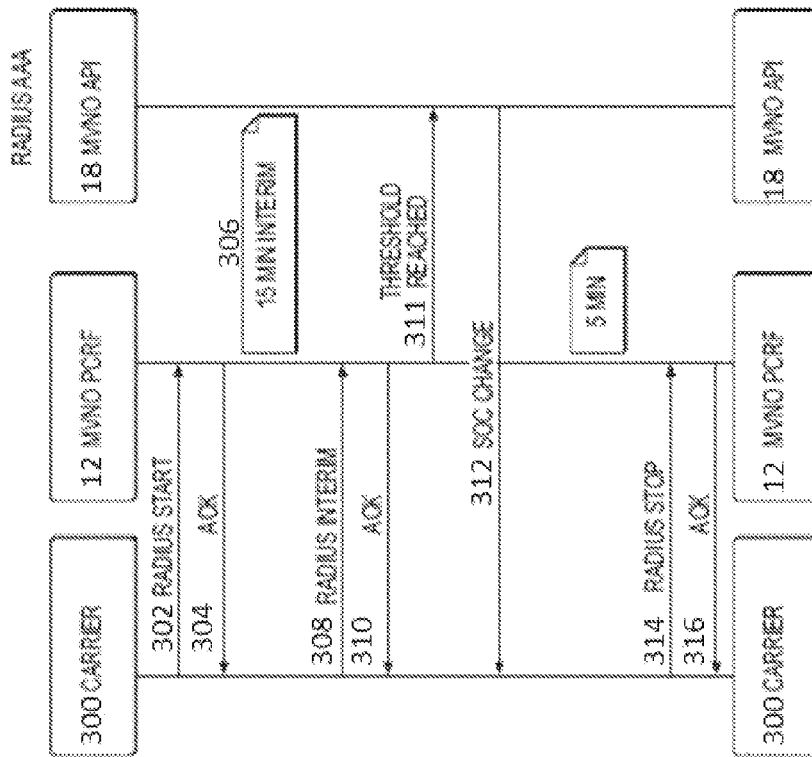 RADIUS AAA
300 CARRIER
12 MVNO PCRF
18 MVNO API
302 RADIUS START
304 ACK
306
15 MIN INTERIM
308 RADIUS INTERIM
310 ACK
THRESHOLD
311 REACHED
312 SOC CHANGE
5 MIN
314 RADIUS STOP
316 ACK
300 CARRIER
12 MVNO PCRF
18 MVNO API